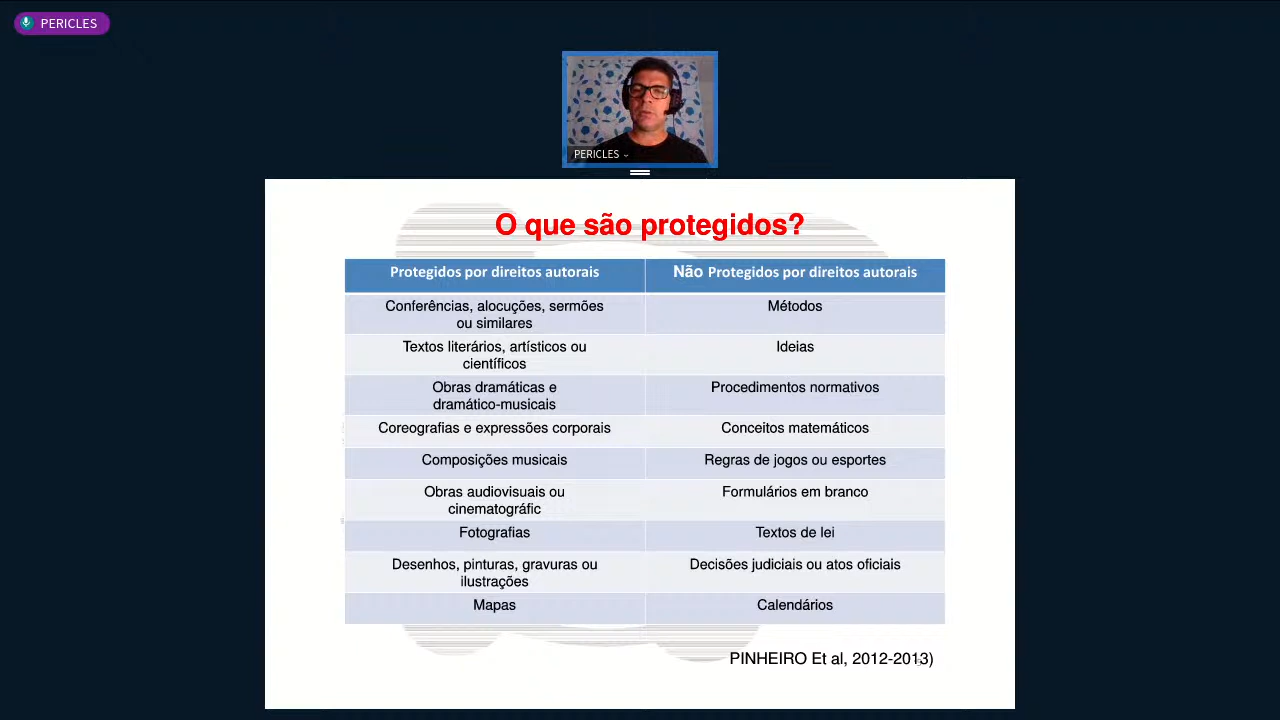 PERICLES
PERICLES
O que são protegidos?
Protegidos por direitos autorais
Não Protegidos por direitos autorais
Conferências, alocuções, sermões
ou similares
Métodos
Textos literários, artísticos ou
científicos
Ideias
Obras dramáticas e
dramático-musicais
Procedimentos normativos
Coreografias e expressões corporais
Conceitos matemáticos
Composições musicais
Regras de jogos ou esportes
Obras audiovisuais ou
cinematográfic
Formulários em branco
Fotografias
Textos de lei
Desenhos, pinturas, gravuras ou
ilustrações
Decisões judiciais ou atos oficiais
Mapas
Calendários
PINHEIRO Et al, 2012-2013)